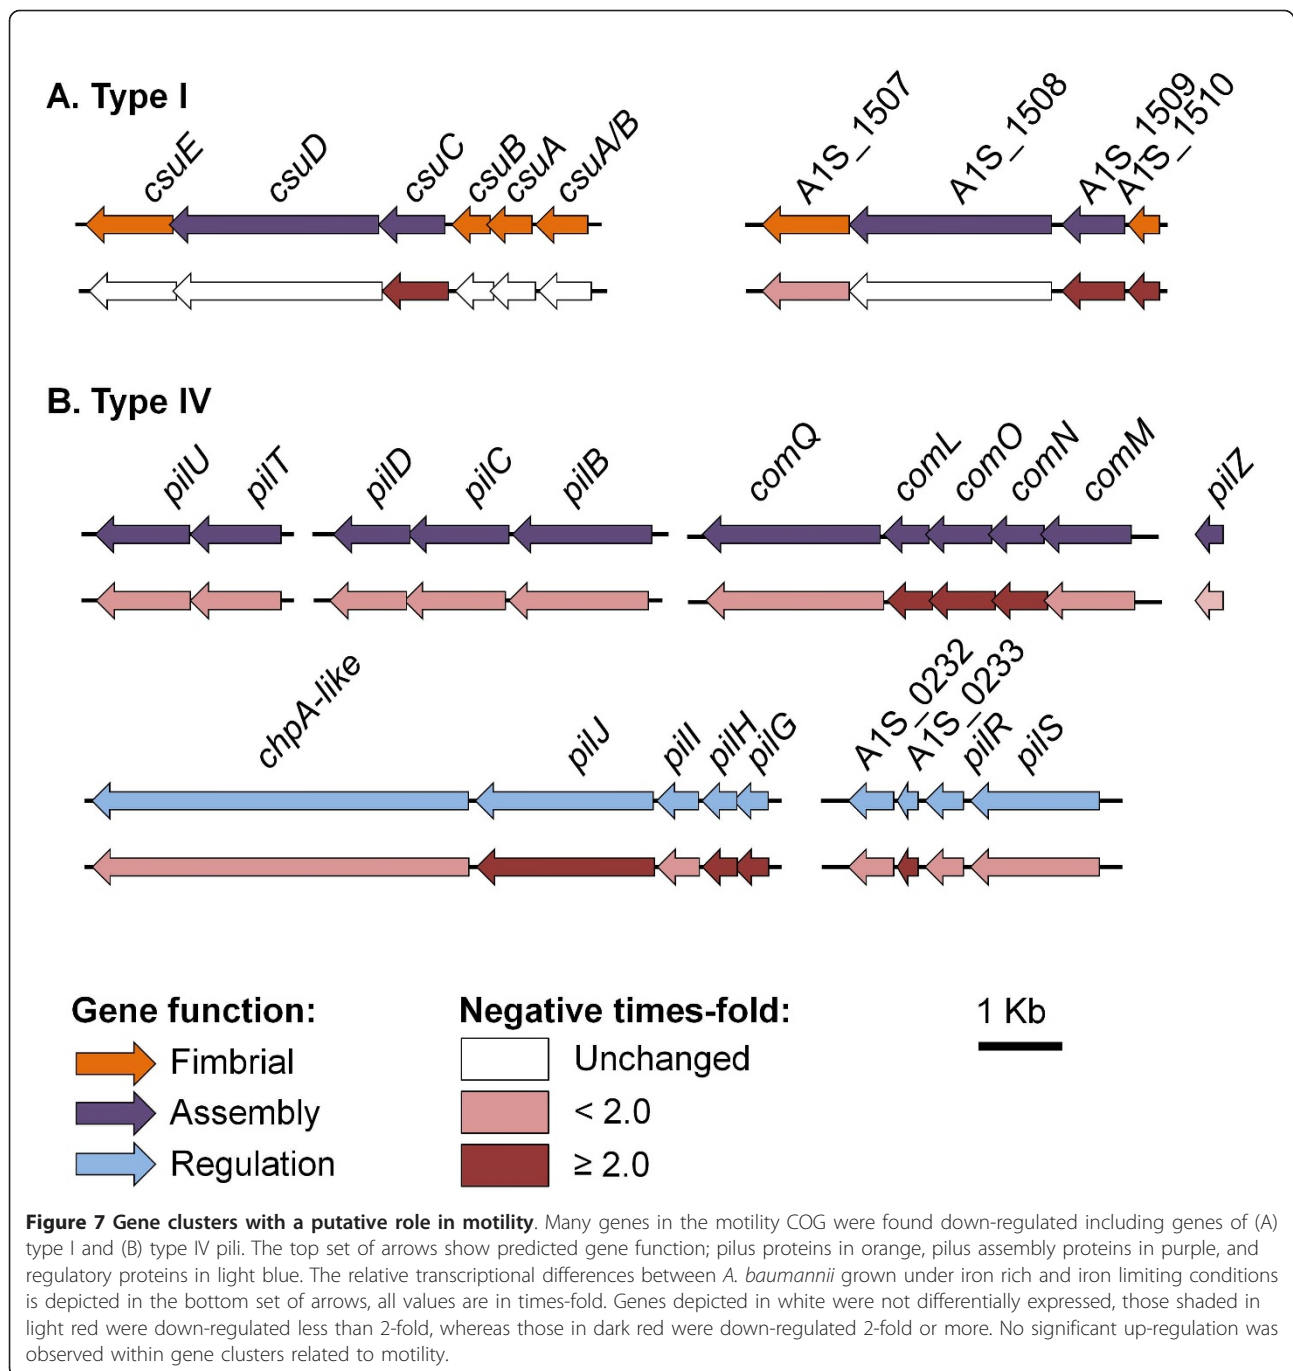 A. Type I
csuE csuD csuC csuB csuA csuA/B A1S_1507 A1S_1508 A1S_1509 A1S_1510
B. Type IV
pilU pilT pilD pilC pilB comQ comL comO comN comM pilZ
chpA-like pilJ pilI pilH pilG A1S_0232 A1S_0233 pilR pilS
Gene function: Negative times-fold: 1 Kb
Fimbrial Unchanged
Assembly < 2.0
Regulation ≥ 2.0
Figure 7 Gene clusters with a putative role in motility. Many genes in the motility COG were found down-regulated including genes of (A)
type I and (B) type IV pili. The top set of arrows show predicted gene function; pilus proteins in orange, pilus assembly proteins in purple, and
regulatory proteins in light blue. The relative transcriptional differences between A. baumannii grown under iron rich and iron limiting conditions
is depicted in the bottom set of arrows, all values are in times-fold. Genes depicted in white were not differentially expressed, those shaded in
light red were down-regulated less than 2-fold, whereas those in dark red were down-regulated 2-fold or more. No significant up-regulation was
observed within gene clusters related to motility.